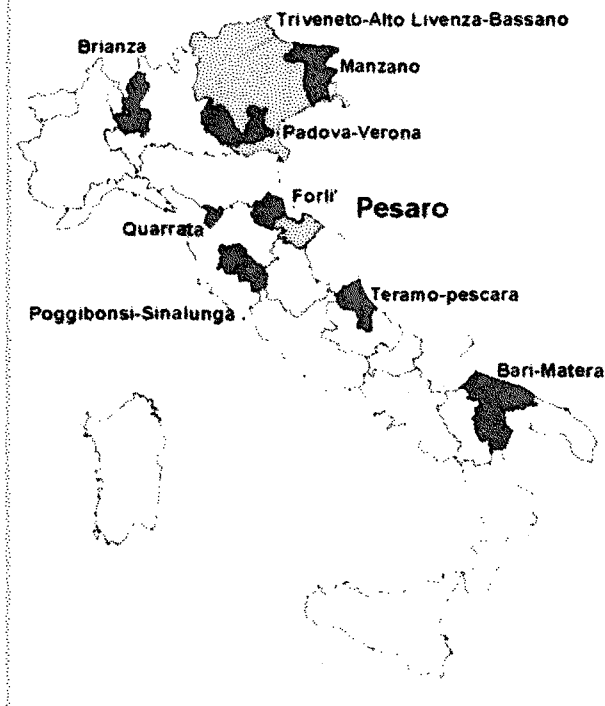 Triveneto-Alto Livenza-Bassano
Brianza
Manzano
Padova-Verona
Forli'
Pesaro
Quarrata
Poggibonsi-Sinalunga
Teramo-pescara
Bari-Matera